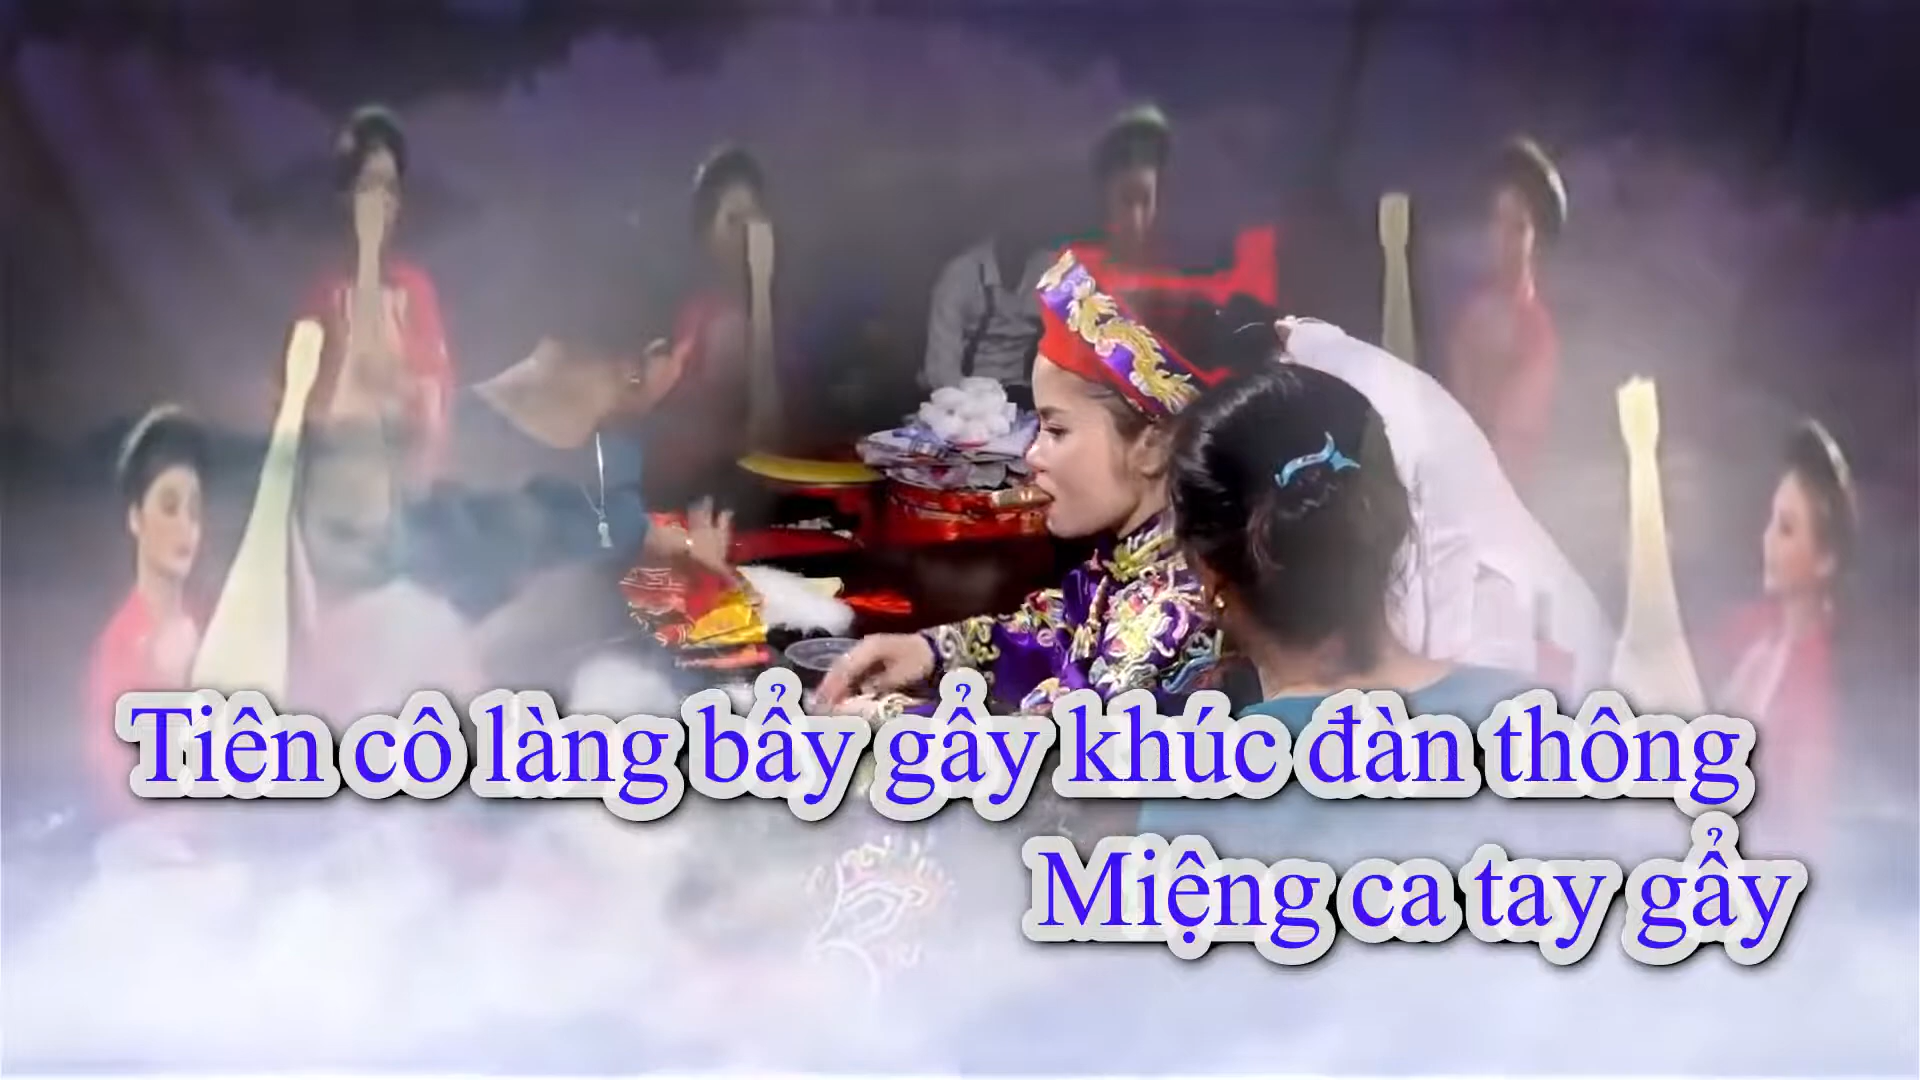 Tiên cô làng bẩy gẩy khúc đàn thông
Miệng ca tay gẩy